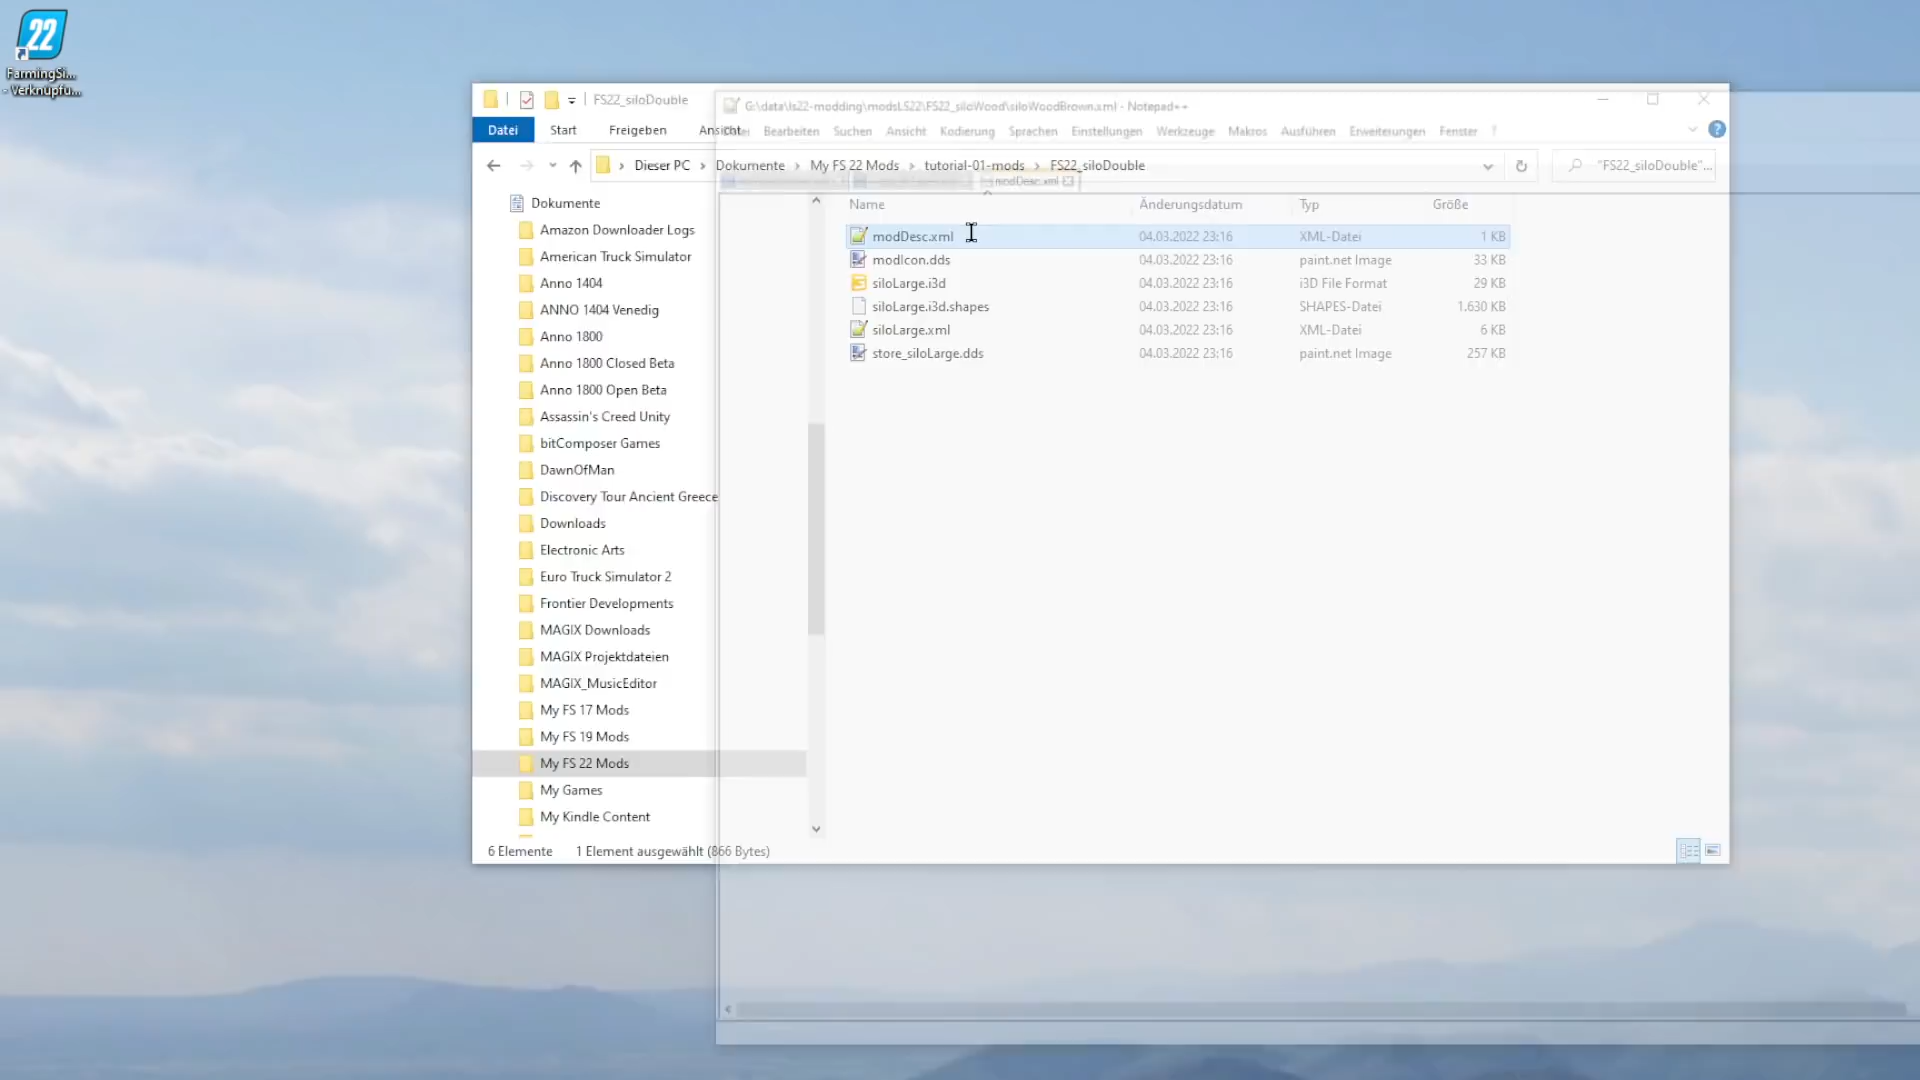 22
FarmingSi...
- Verknüpfu...
FS22_siloDouble
G:\data\ls22-modding\modsLS22\FS22_siloWood\siloWoodBrown.xml - Notepad++
Datei Start Freigeben Ansicht
Bearbeiten Suchen Ansicht Kodierung Sprachen Einstellungen Werkzeuge Makros Ausführen Erweiterungen Fenster ?
Dieser PC > Dokumente > My FS 22 Mods > tutorial-01-mods > FS22_siloDouble
"FS22_siloDouble"...
modDesc.xml
Name Änderungsdatum Typ Größe
modDesc.xml 04.03.2022 23:16 XML-Datei 1 KB
modIcon.dds 04.03.2022 23:16 paint.net Image 33 KB
siloLarge.i3d 04.03.2022 23:16 i3D File Format 29 KB
siloLarge.i3d.shapes 04.03.2022 23:16 SHAPES-Datei 1.630 KB
siloLarge.xml 04.03.2022 23:16 XML-Datei 6 KB
store_siloLarge.dds 04.03.2022 23:16 paint.net Image 257 KB
Dokumente
Amazon Downloader Logs
American Truck Simulator
Anno 1404
ANNO 1404 Venedig
Anno 1800
Anno 1800 Closed Beta
Anno 1800 Open Beta
Assassin's Creed Unity
bitComposer Games
DawnOfMan
Discovery Tour Ancient Greece
Downloads
Electronic Arts
Euro Truck Simulator 2
Frontier Developments
MAGIX Downloads
MAGIX Projektdateien
MAGIX_MusicEditor
My FS 17 Mods
My FS 19 Mods
My FS 22 Mods
My Games
My Kindle Content
6 Elemente 1 Element ausgewählt (866 Bytes)